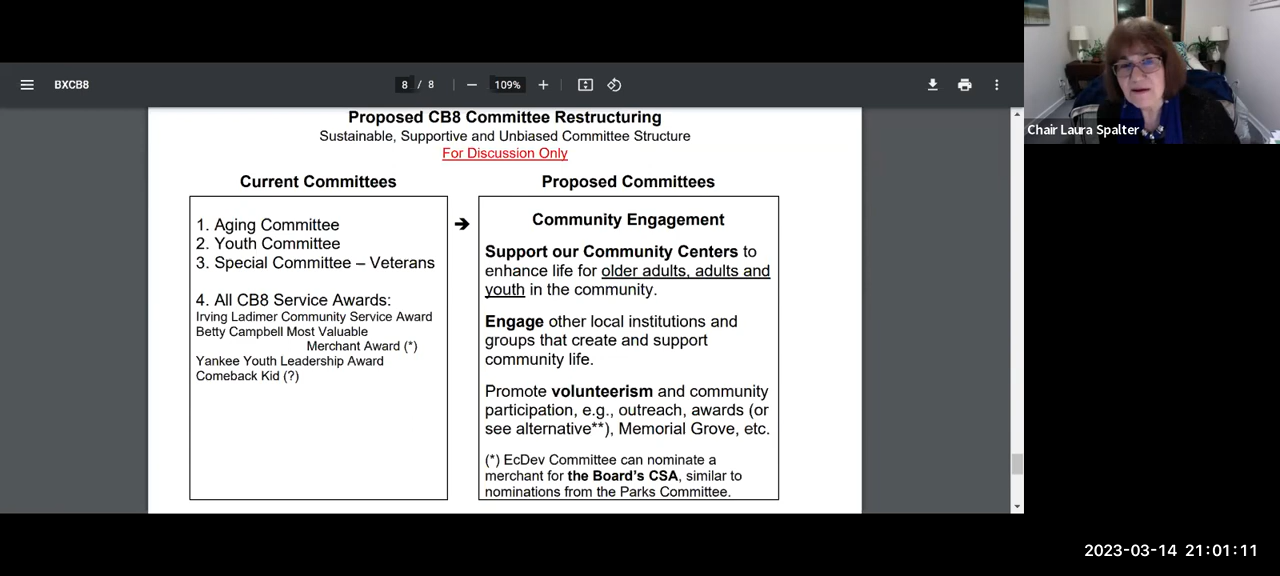 BXCB8
8 / 8
109%
Chair Laura Spalter
Proposed CB8 Committee Restructuring
Sustainable, Supportive and Unbiased Committee Structure
For Discussion Only
Current Committees
1. Aging Committee
2. Youth Committee
3. Special Committee – Veterans
4. All CB8 Service Awards:
Irving Ladimer Community Service Award
Betty Campbell Most Valuable
Merchant Award (*)
Yankee Youth Leadership Award
Comeback Kid (?)
Proposed Committees
Community Engagement
Support our Community Centers to
enhance life for older adults, adults and
youth in the community.
Engage other local institutions and
groups that create and support
community life.
Promote volunteerism and community
participation, e.g., outreach, awards (or
see alternative**), Memorial Grove, etc.
(*) EcDev Committee can nominate a
merchant for the Board's CSA, similar to
nominations from the Parks Committee.
2023-03-14 21:01:11